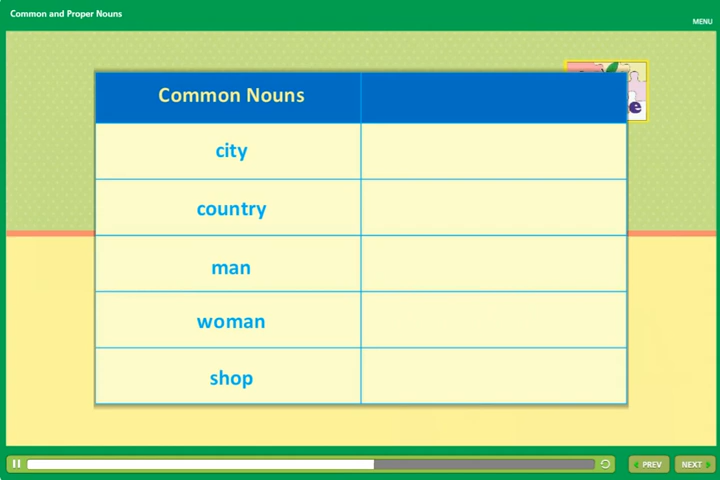 Common and Proper Nouns
MENU
Common Nouns
city
country
man
woman
shop
PREV
NEXT